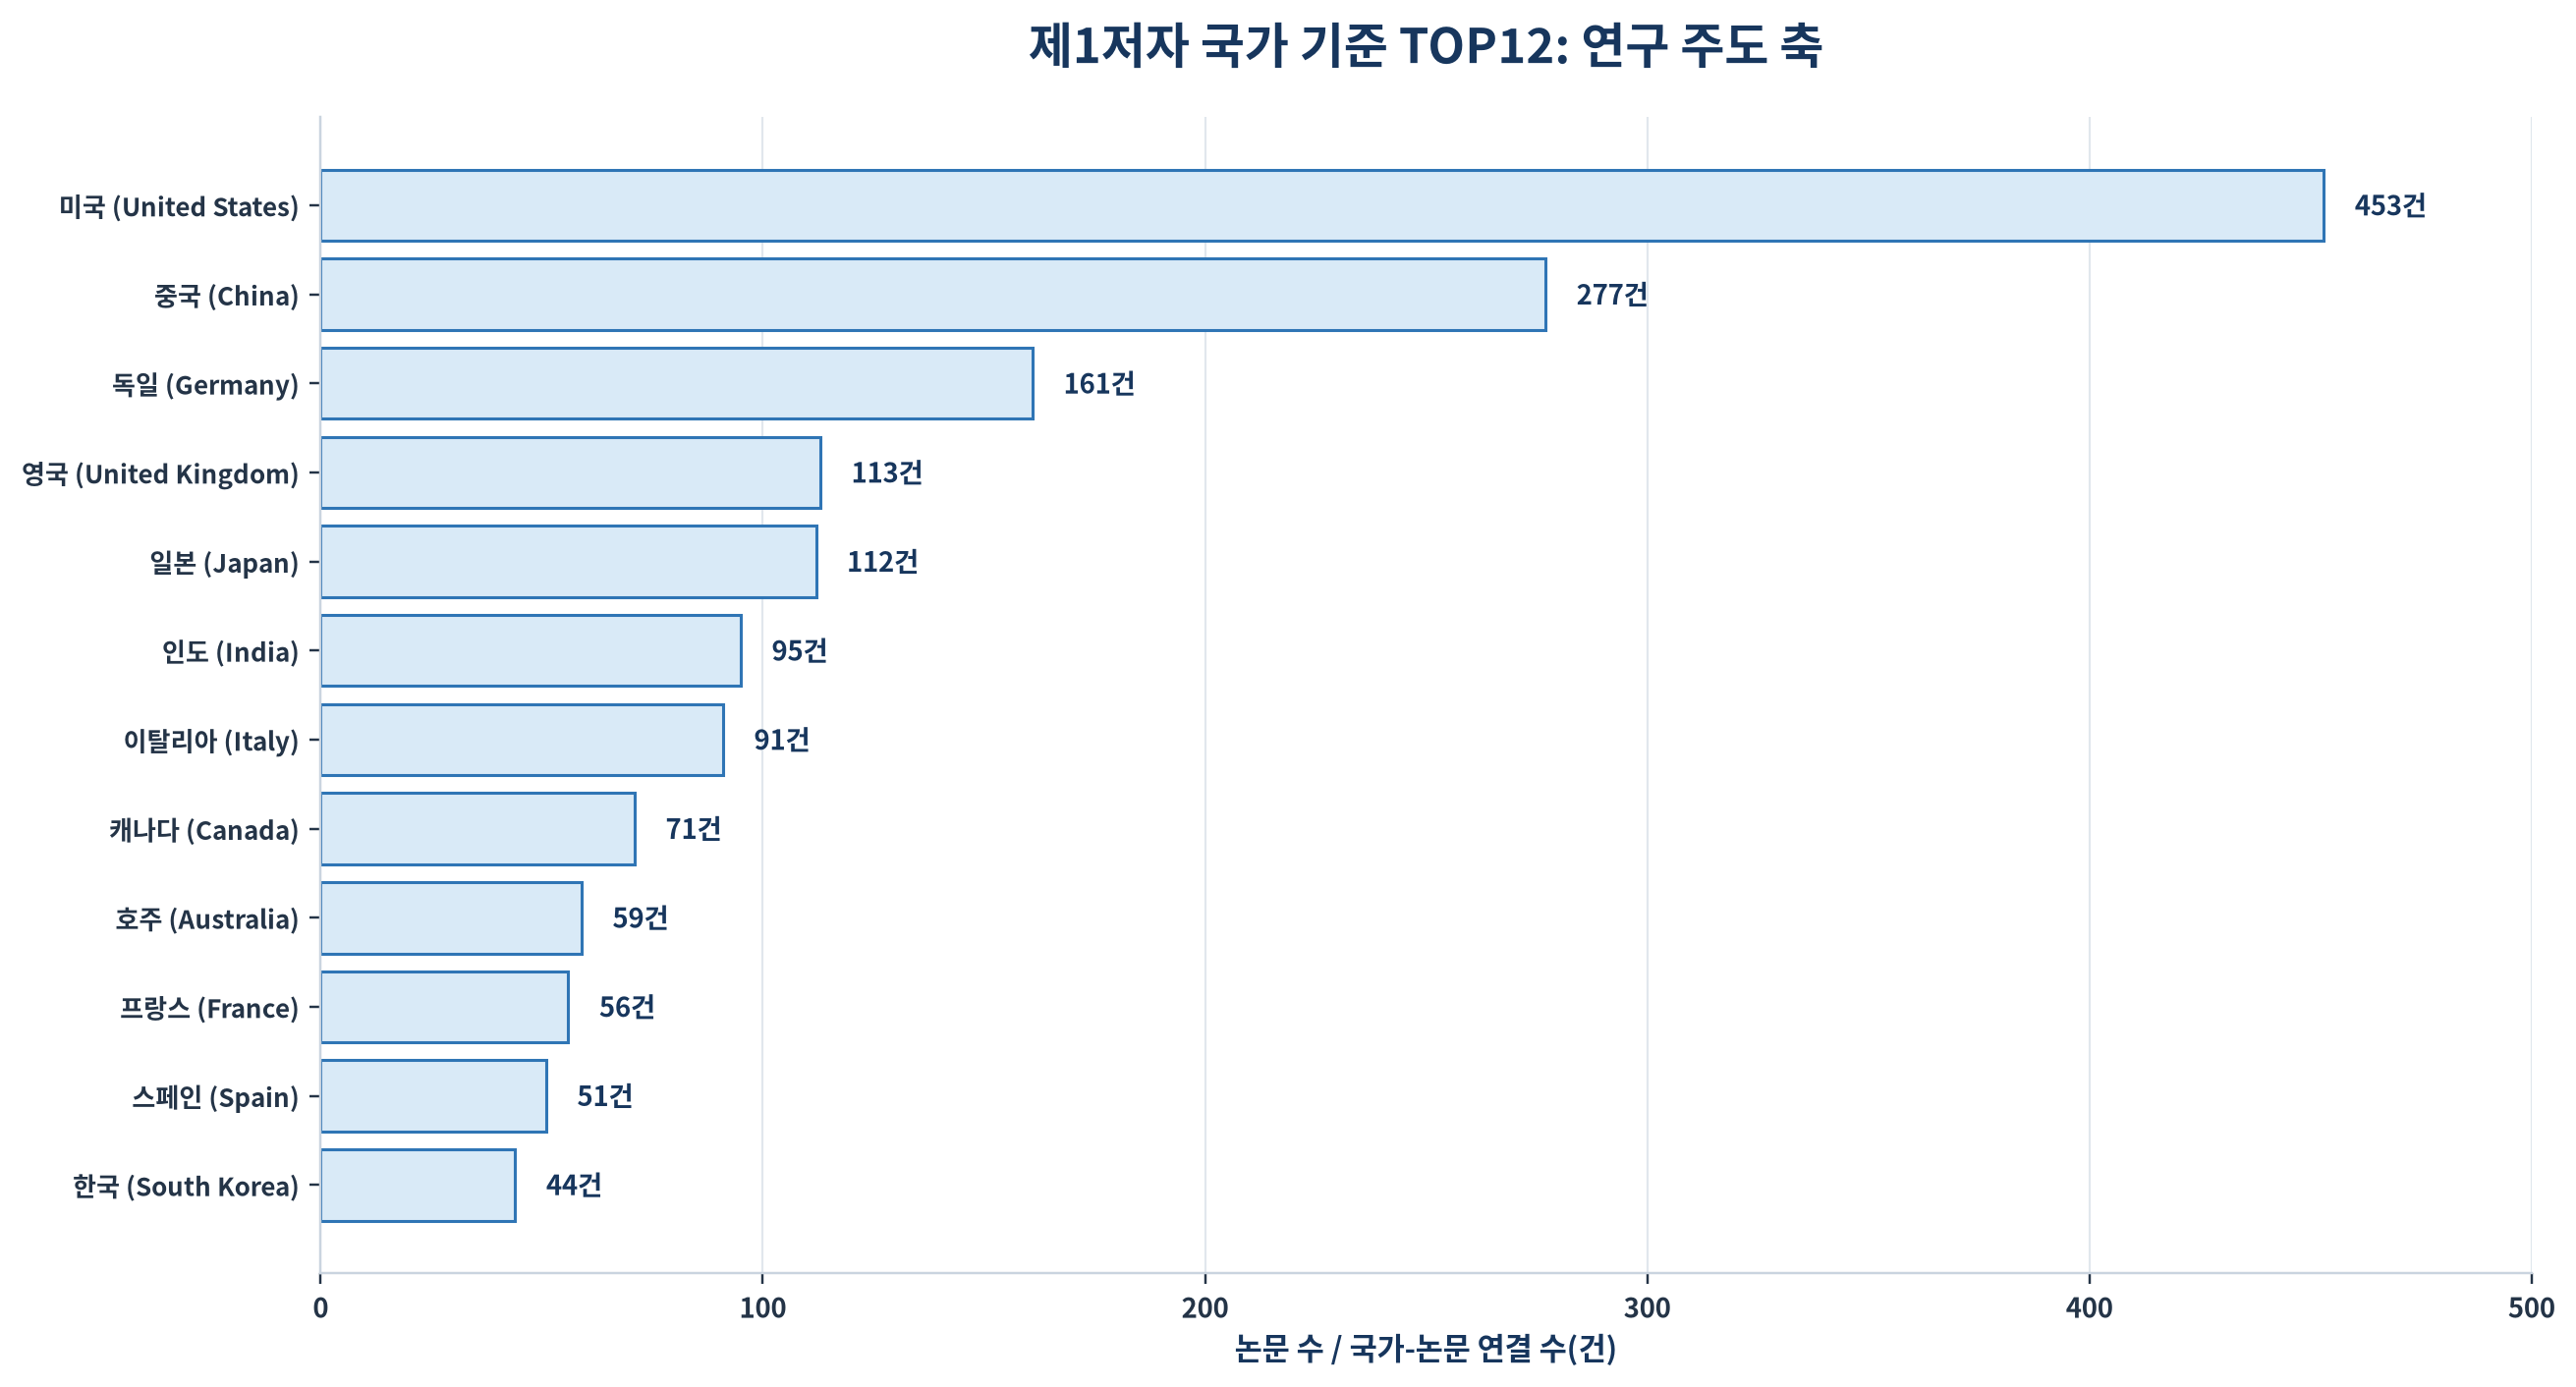 제1저자 국가 기준 TOP12: 연구 주도 축
미국 (United States) 453건
중국 (China) 277건
독일 (Germany) 161건
영국 (United Kingdom) 113건
일본 (Japan) 112건
인도 (India) 95건
이탈리아 (Italy) 91건
캐나다 (Canada) 71건
호주 (Australia) 59건
프랑스 (France) 56건
스페인 (Spain) 51건
한국 (South Korea) 44건
0 100 200 300 400 500
논문 수 / 국가-논문 연결 수(건)